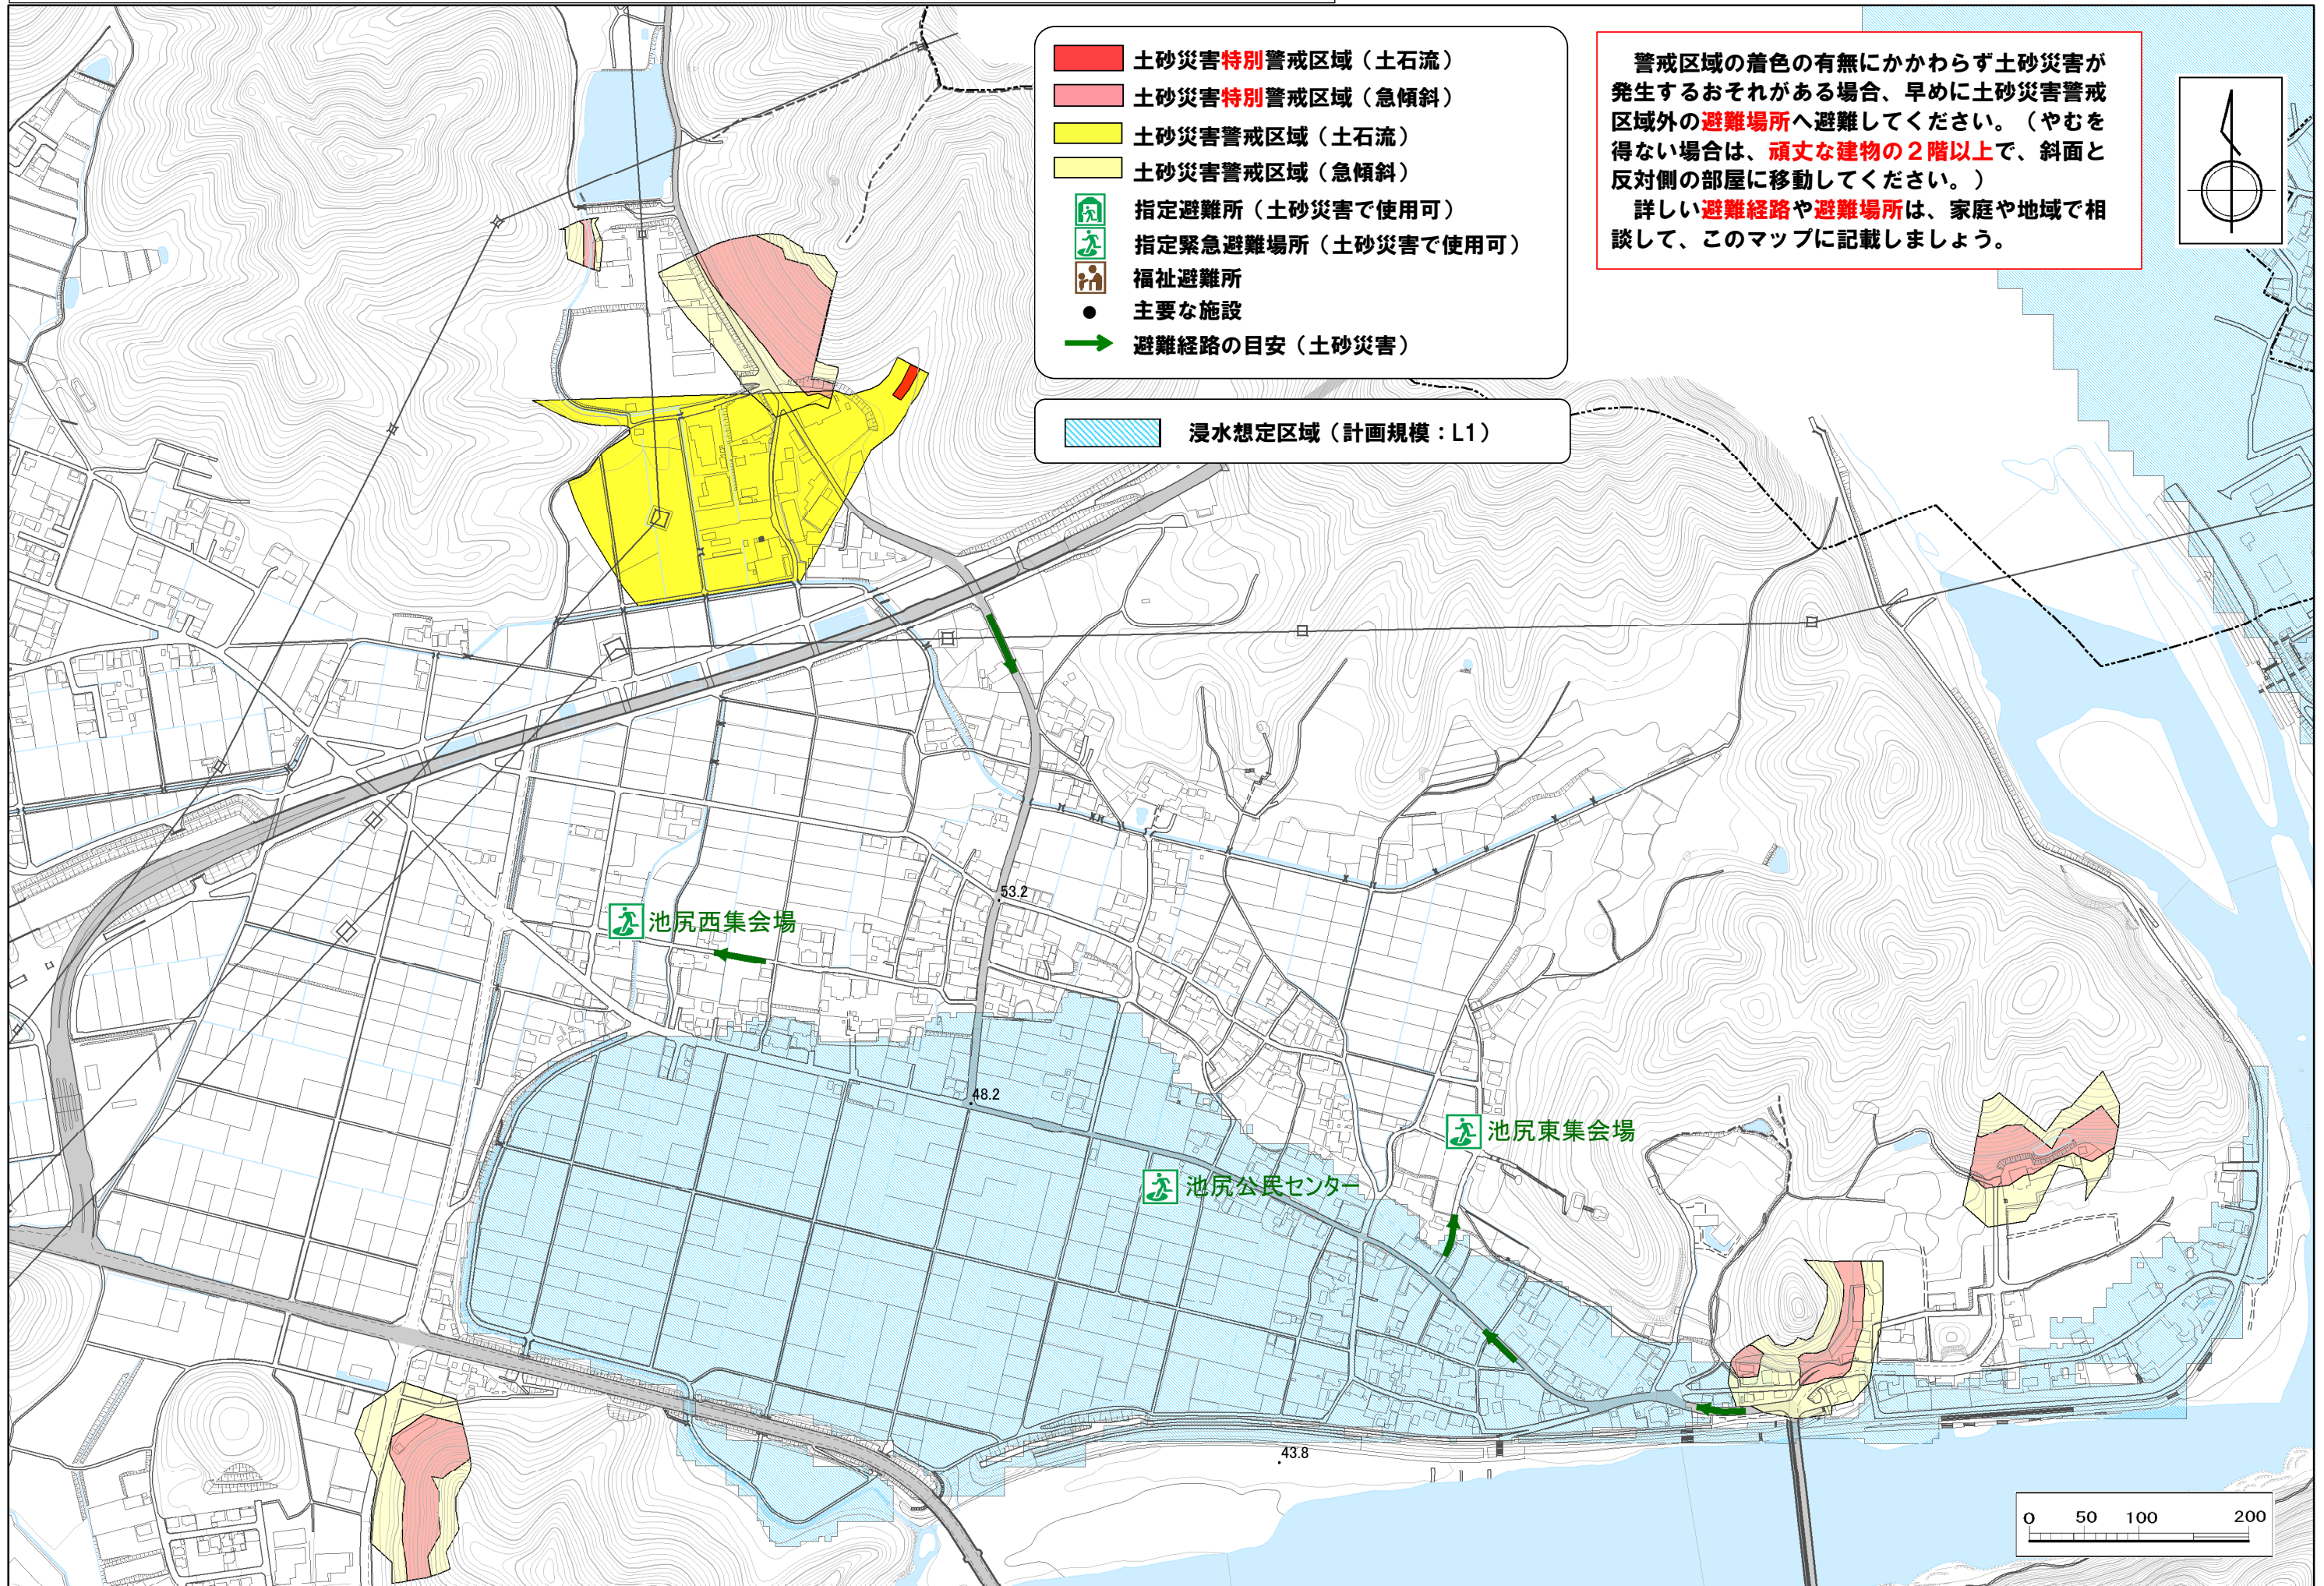 土砂災害特別警戒区域（土石流）
土砂災害特別警戒区域（急傾斜）
土砂災害警戒区域（土石流）
土砂災害警戒区域（急傾斜）
指定避難所（土砂災害で使用可）
指定緊急避難場所（土砂災害で使用可）
福祉避難所
主要な施設
避難経路の目安（土砂災害）
浸水想定区域（計画規模：L1）
警戒区域の着色の有無にかかわらず土砂災害が
発生するおそれがある場合、早めに土砂災害警戒
区域外の避難場所へ避難してください。（やむを
得ない場合は、頑丈な建物の２階以上で、斜面と
反対側の部屋に移動してください。）
詳しい避難経路や避難場所は、家庭や地域で相
談して、このマップに記載しましょう。
53.2
池尻西集会場
48.2
池尻東集会場
池尻公民センター
43.8
0 50 100 200